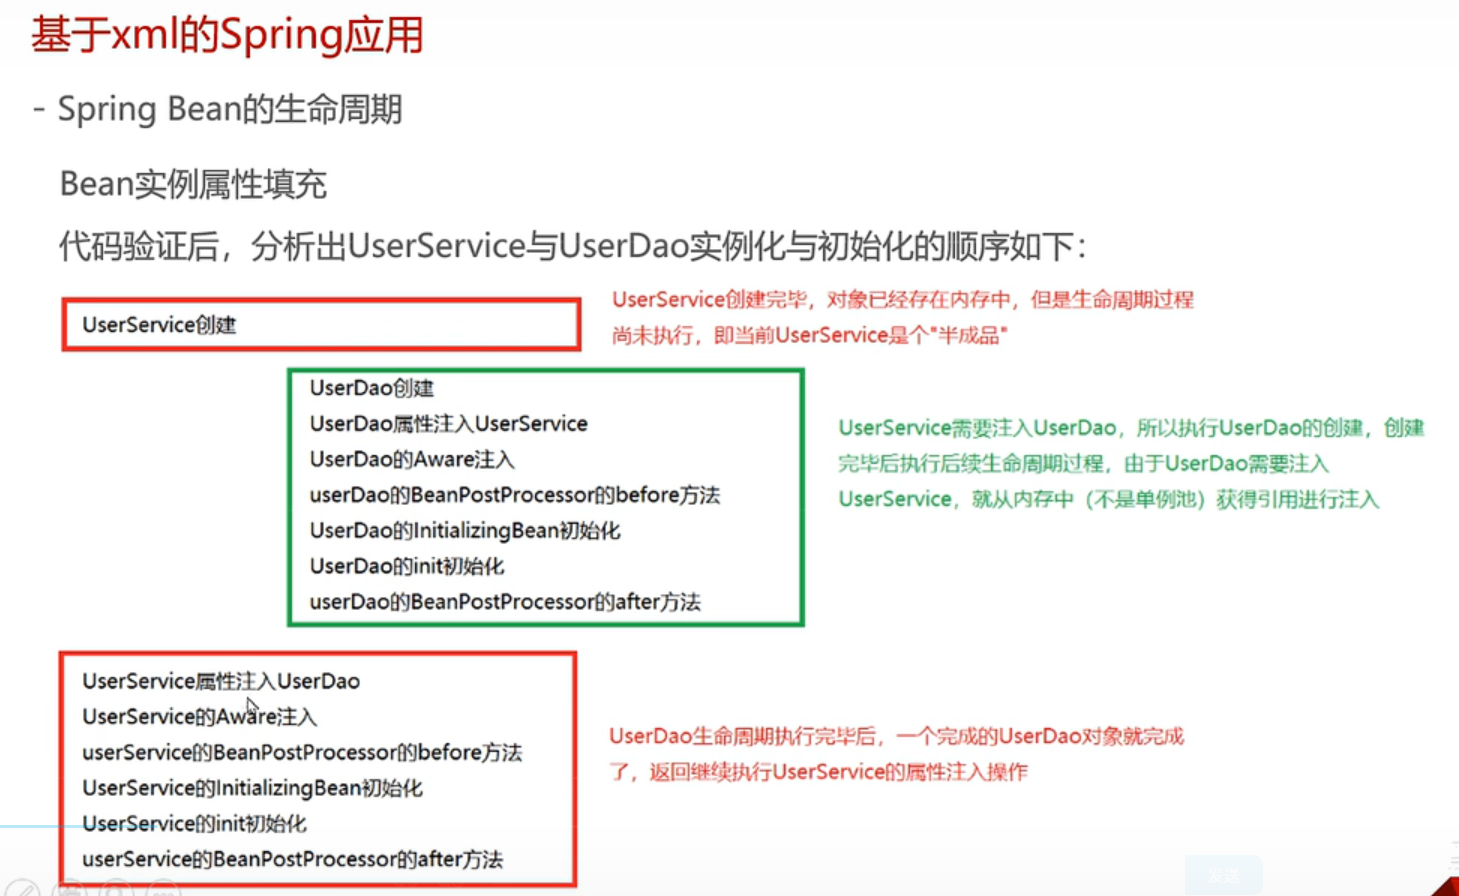 基于xml的Spring应用
- Spring Bean的生命周期
Bean实例属性填充
代码验证后，分析出UserService与UserDao实例化与初始化的顺序如下：
UserService创建
UserService创建完毕，对象已经存在内存中，但是生命周期过程
尚未执行，即当前UserService是个"半成品"
UserDao创建
UserDao属性注入UserService
UserDao的Aware注入
userDao的BeanPostProcessor的before方法
UserDao的InitializingBean初始化
UserDao的init初始化
userDao的BeanPostProcessor的after方法
UserService需要注入UserDao，所以执行UserDao的创建，创建
完毕后执行后续生命周期过程，由于UserDao需要注入
UserService，就从内存中（不是单例池）获得引用进行注入
UserService属性注入UserDao
UserService的Aware注入
userService的BeanPostProcessor的before方法
UserService的InitializingBean初始化
UserService的init初始化
userService的BeanPostProcessor的after方法
UserDao生命周期执行完毕后，一个完成的UserDao对象就完成
了，返回继续执行UserService的属性注入操作
发送